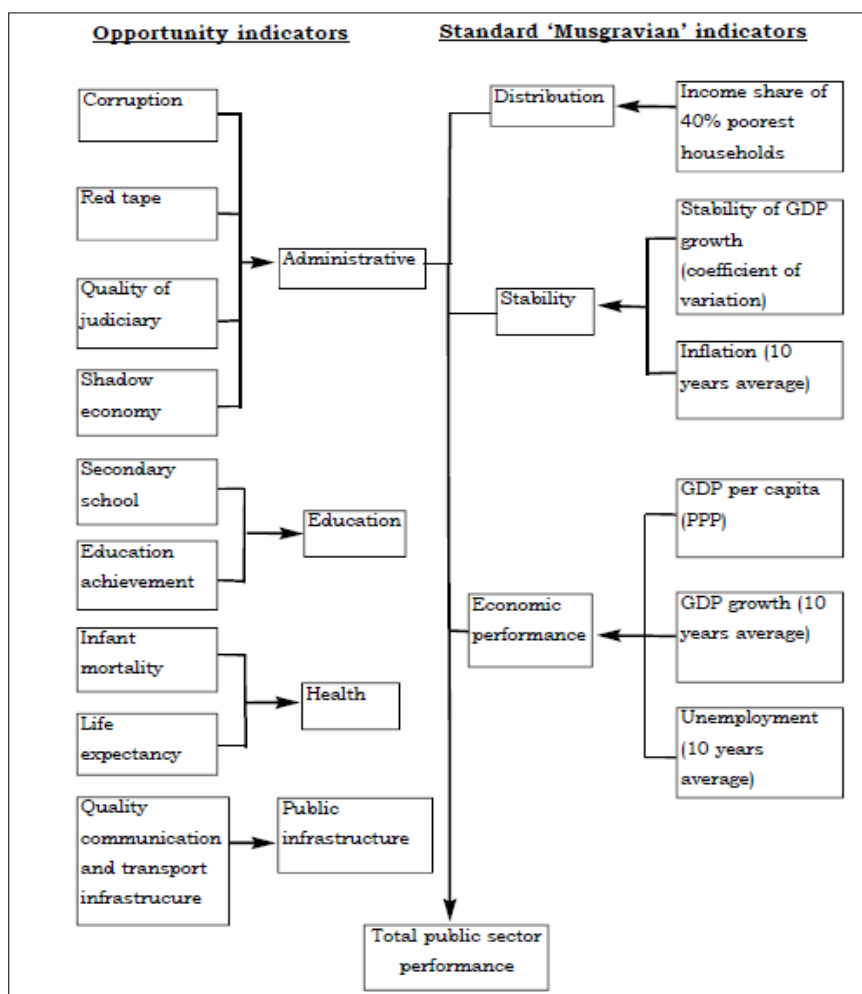 Opportunity indicators
Standard ‘Musgravian’ indicators
Corruption
Red tape
Quality of
judiciary
Shadow
economy
Administrative
Secondary
school
Education
achievement
Education
Infant
mortality
Life
expectancy
Health
Quality
communication
and transport
infrastrucure
Public
infrastructure
Distribution
Income share of
40% poorest
households
Stability
Stability of GDP
growth
(coefficient of
variation)
Inflation (10
years average)
Economic
performance
GDP per capita
(PPP)
GDP growth (10
years average)
Unemployment
(10 years
average)
Total public sector
performance